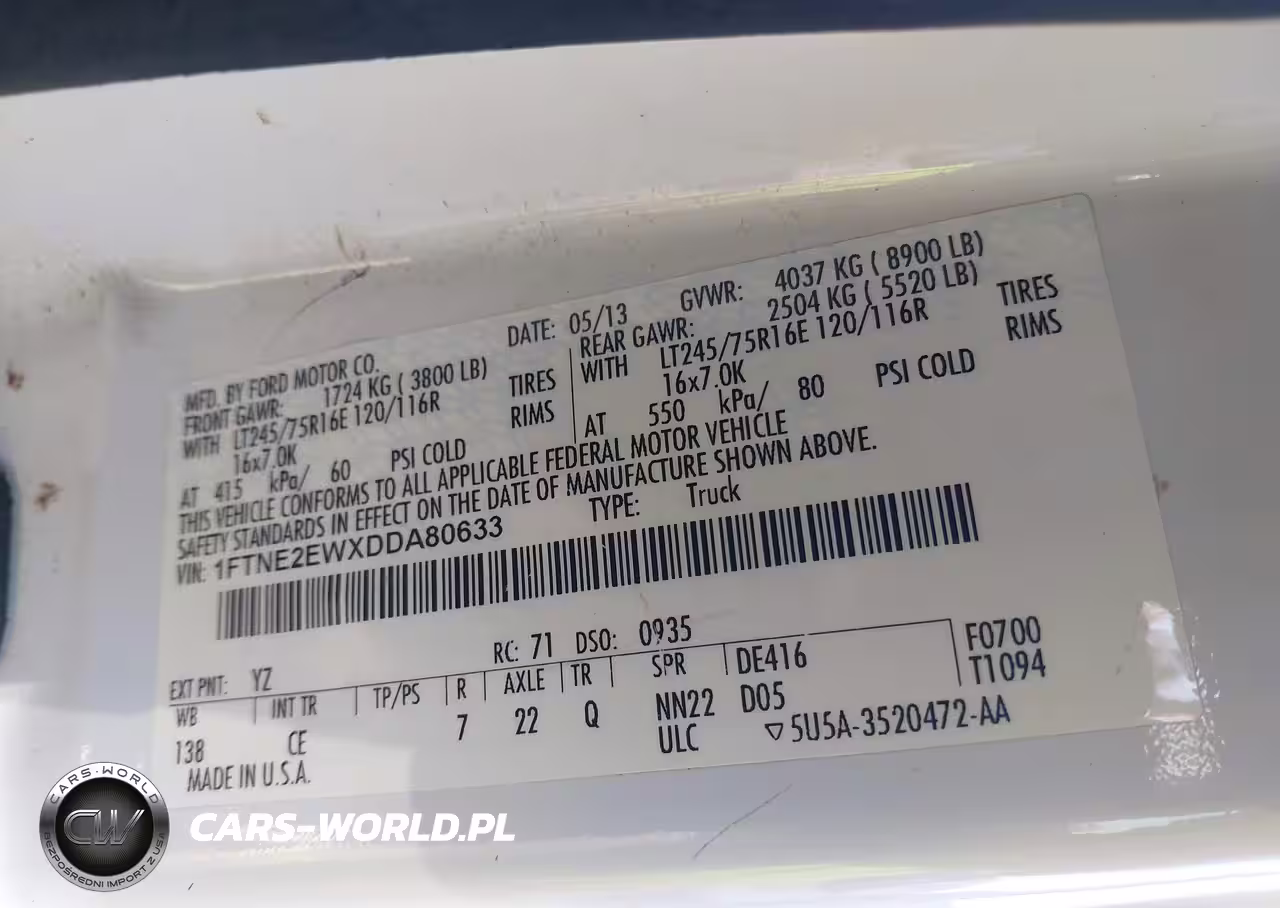 MFD. BY FORD MOTOR CO. DATE: 05/13 GVWR: 4037 KG ( 8900 LB)
FRONT GAWR: 1724 KG ( 3800 LB) REAR GAWR: 2504 KG ( 5520 LB)
WITH LT245/75R16E 120/116R TIRES WITH LT245/75R16E 120/116R TIRES
16x7.0K RIMS 16x7.0K RIMS
AT 415 kPa/ 60 PSI COLD AT 550 kPa/ 80 PSI COLD
THIS VEHICLE CONFORMS TO ALL APPLICABLE FEDERAL MOTOR VEHICLE
SAFETY STANDARDS IN EFFECT ON THE DATE OF MANUFACTURE SHOWN ABOVE.
VIN: 1FTNE2EWXDDA80633 TYPE: Truck
EXT PNT: YZ RC: 71 DSO: 0935 F0700
WB INT TR TP/PS R AXLE TR SPR DE416 T1094
138 CE 7 22 Q NN22 D05
MADE IN U.S.A. ULC ▽5U5A-3520472-AA
CARS-WORLD
CW
BEZPOŚREDNI IMPORT Z USA
CARS-WORLD.PL